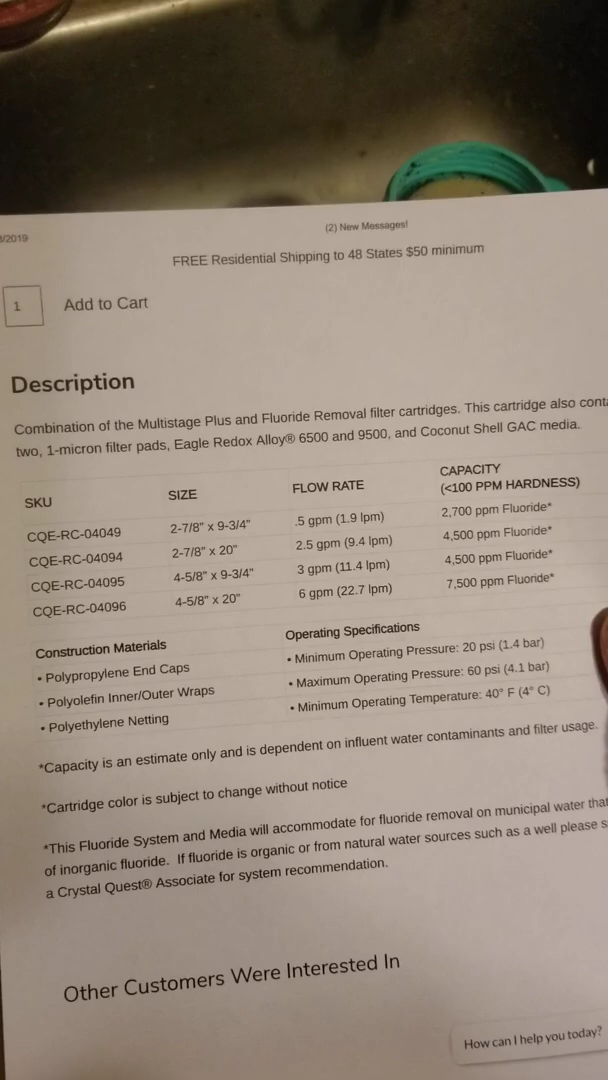 /2019
(2) New Messages!
FREE Residential Shipping to 48 States $50 minimum
1 Add to Cart
Description
Combination of the Multistage Plus and Fluoride Removal filter cartridges. This cartridge also
two, 1-micron filter pads, Eagle Redox Alloy® 6500 and 9500, and Coconut Shell GAC media.
SKU SIZE FLOW RATE CAPACITY
(<100 PPM HARDNESS)
CQE-RC-04049 2-7/8" x 9-3/4" .5 gpm (1.9 lpm) 2,700 ppm Fluoride*
CQE-RC-04094 2-7/8" x 20" 2.5 gpm (9.4 lpm) 4,500 ppm Fluoride*
CQE-RC-04095 4-5/8" x 9-3/4" 3 gpm (11.4 lpm) 4,500 ppm Fluoride*
CQE-RC-04096 4-5/8" x 20" 6 gpm (22.7 lpm) 7,500 ppm Fluoride*
Construction Materials
• Polypropylene End Caps
• Polyolefin Inner/Outer Wraps
• Polyethylene Netting
Operating Specifications
• Minimum Operating Pressure: 20 psi (1.4 bar)
• Maximum Operating Pressure: 60 psi (4.1 bar)
• Minimum Operating Temperature: 40° F (4° C)
*Capacity is an estimate only and is dependent on influent water contaminants and filter usage.
*Cartridge color is subject to change without notice
*This Fluoride System and Media will accommodate for fluoride removal on municipal water
of inorganic fluoride. If fluoride is organic or from natural water sources such as a well please
a Crystal Quest® Associate for system recommendation.
Other Customers Were Interested In
How can I help you today?